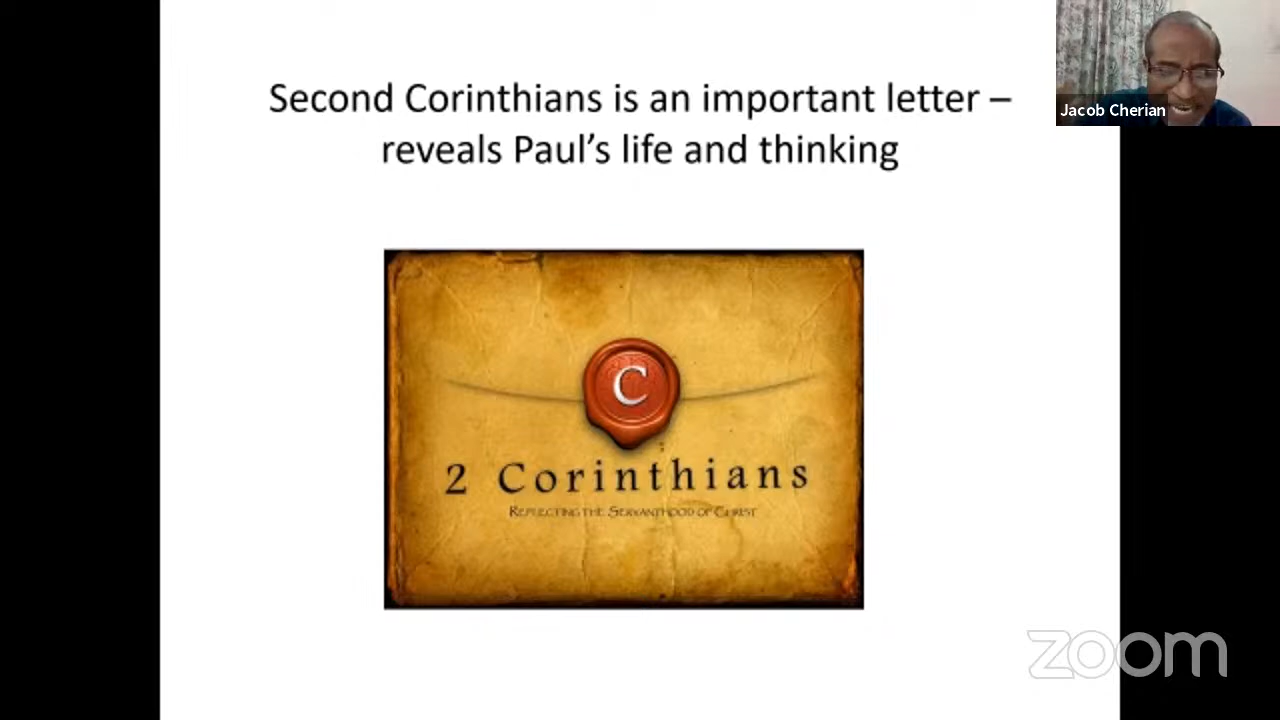 Second Corinthians is an important letter –
reveals Paul’s life and thinking
Jacob Cherian
C
2 Corinthians
Reflecting the Servanthood of Christ
zoom